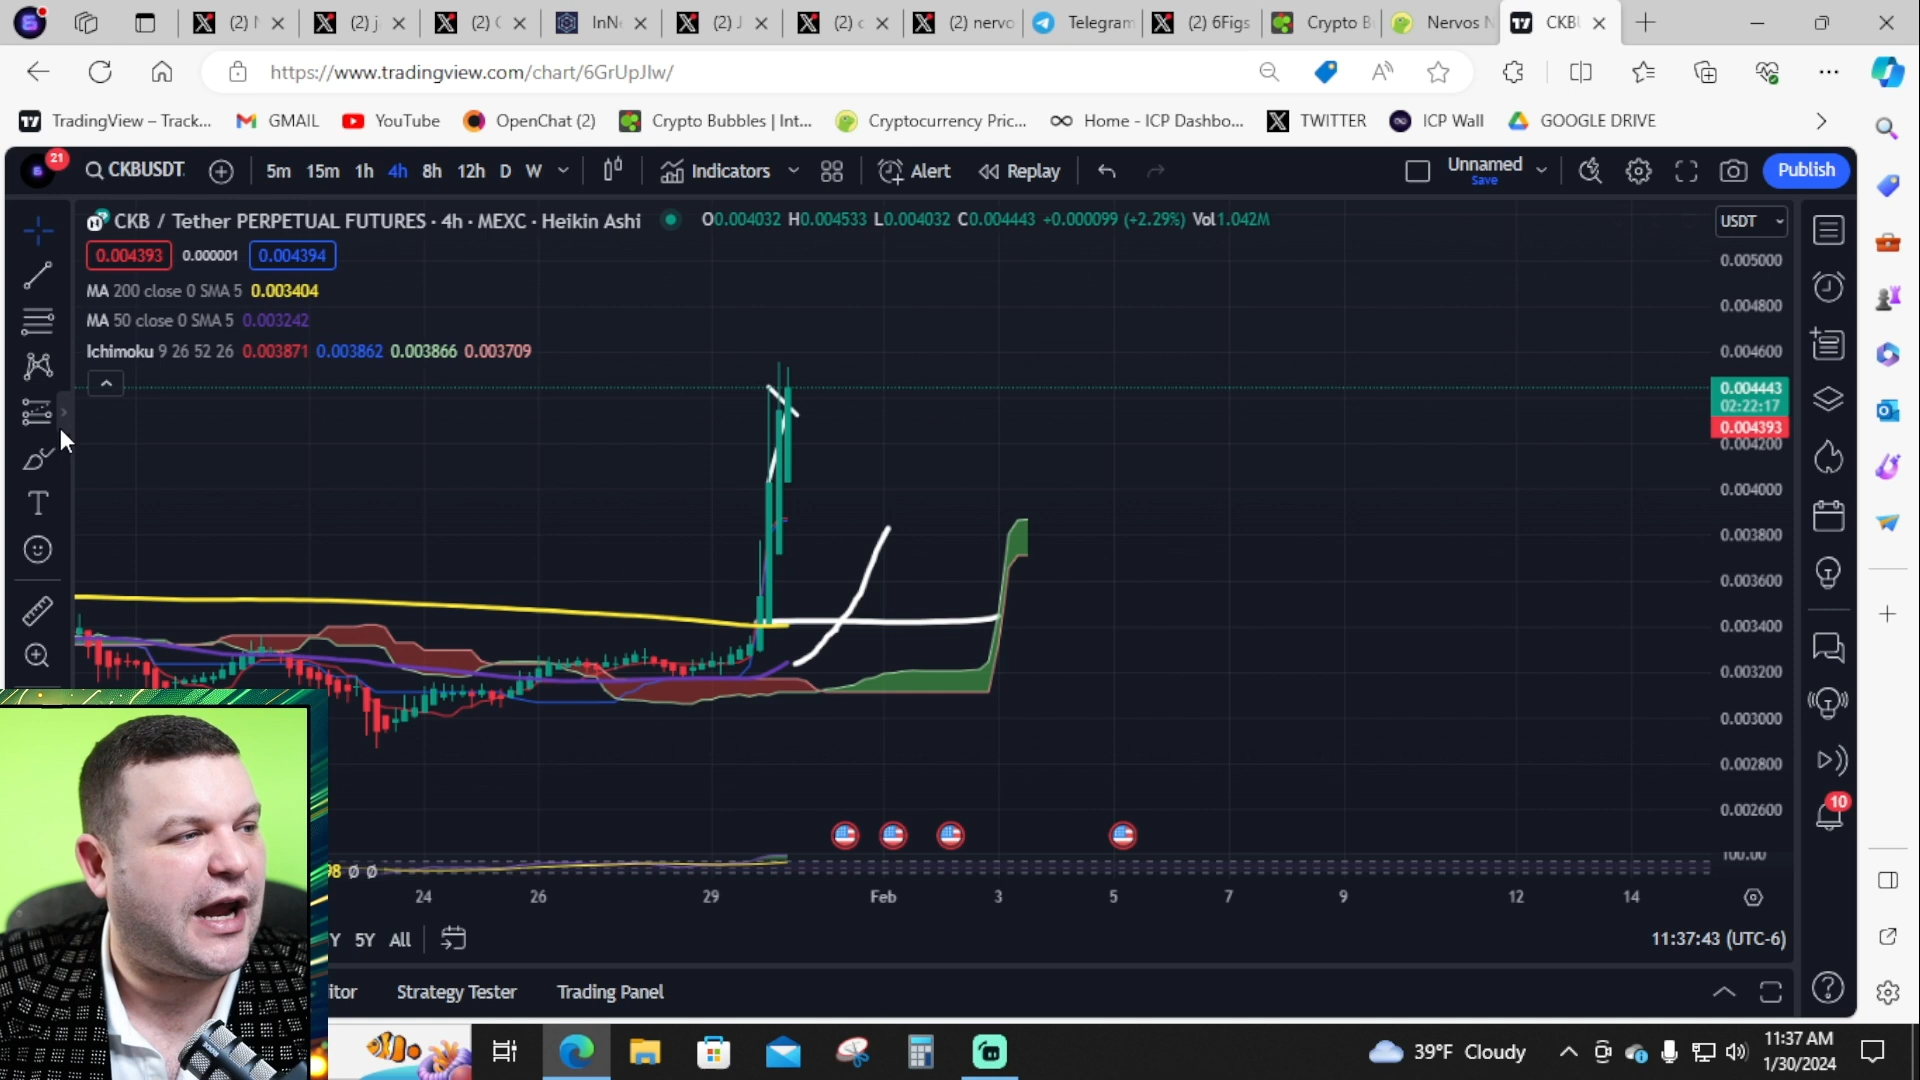 (2) (2) j (2) InN (2) J (2) (2) nervo Telegram (2) 6Figs Crypto B Nervos N CKB
https://www.tradingview.com/chart/6GrUpJIw/
TradingView – Track... GMAIL YouTube OpenChat (2) Crypto Bubbles | Int... Cryptocurrency Pric... Home - ICP Dashbo... TWITTER ICP Wall GOOGLE DRIVE
21 CKBUSDT. 5m 15m 1h 4h 8h 12h D W Indicators Alert Replay Unnamed Publish
Save
CKB / Tether PERPETUAL FUTURES · 4h · MEXC · Heikin Ashi O0.004032 H0.004533 L0.004032 C0.004443 +0.000099 (+2.29%) Vol1.042M USDT
0.004393 0.000001 0.004394
MA 200 close 0 SMA 5 0.003404
MA 50 close 0 SMA 5 0.003242
Ichimoku 9 26 52 26 0.003871 0.003862 0.003866 0.003709
0.005000
0.004800
0.004600
0.004443
02:22:17
0.004393
0.004200
0.004000
0.003800
0.003600
0.003400
0.003200
0.003000
0.002800
0.002600
10
100.00
98 Ø Ø
24 26 29 Feb 3 5 7 9 12 14
Y 5Y All 11:37:43 (UTC-6)
itor Strategy Tester Trading Panel
39°F Cloudy 11:37 AM
1/30/2024